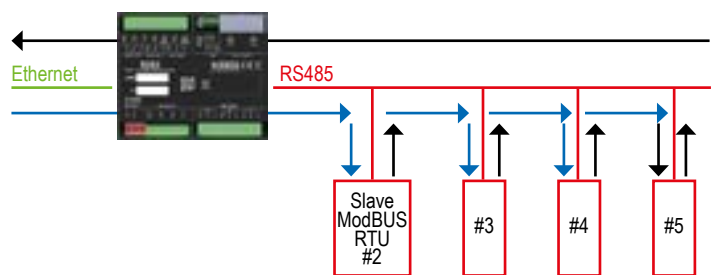 Ethernet
RS485
Slave
ModBUS
RTU
#2
#3
#4
#5